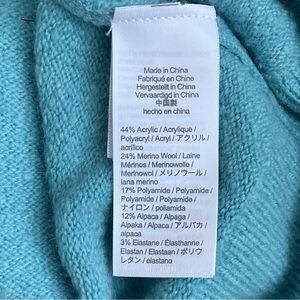 Made in China
Fabriqué en Chine
Hergestellt in China
Vervaardigd in China
中国製
hecho en China
44% Acrylic / Acrylique /
Polyacryl / Acryl / アクリル /
acrílico
24% Merino Wool / Laine
Mérinos / Merinowolle /
Merinowol / メリノウール /
lana merino
17% Polyamide / Polyamide /
Polyamide / Polyamide /
ナイロン / poliamida
12% Alpaca / Alpaga /
Alpaka / Alpaca / アルパカ /
alpaca
3% Elastane / Élasthanne /
Elastan / Elastaan / ポリウ
レタン / elastano